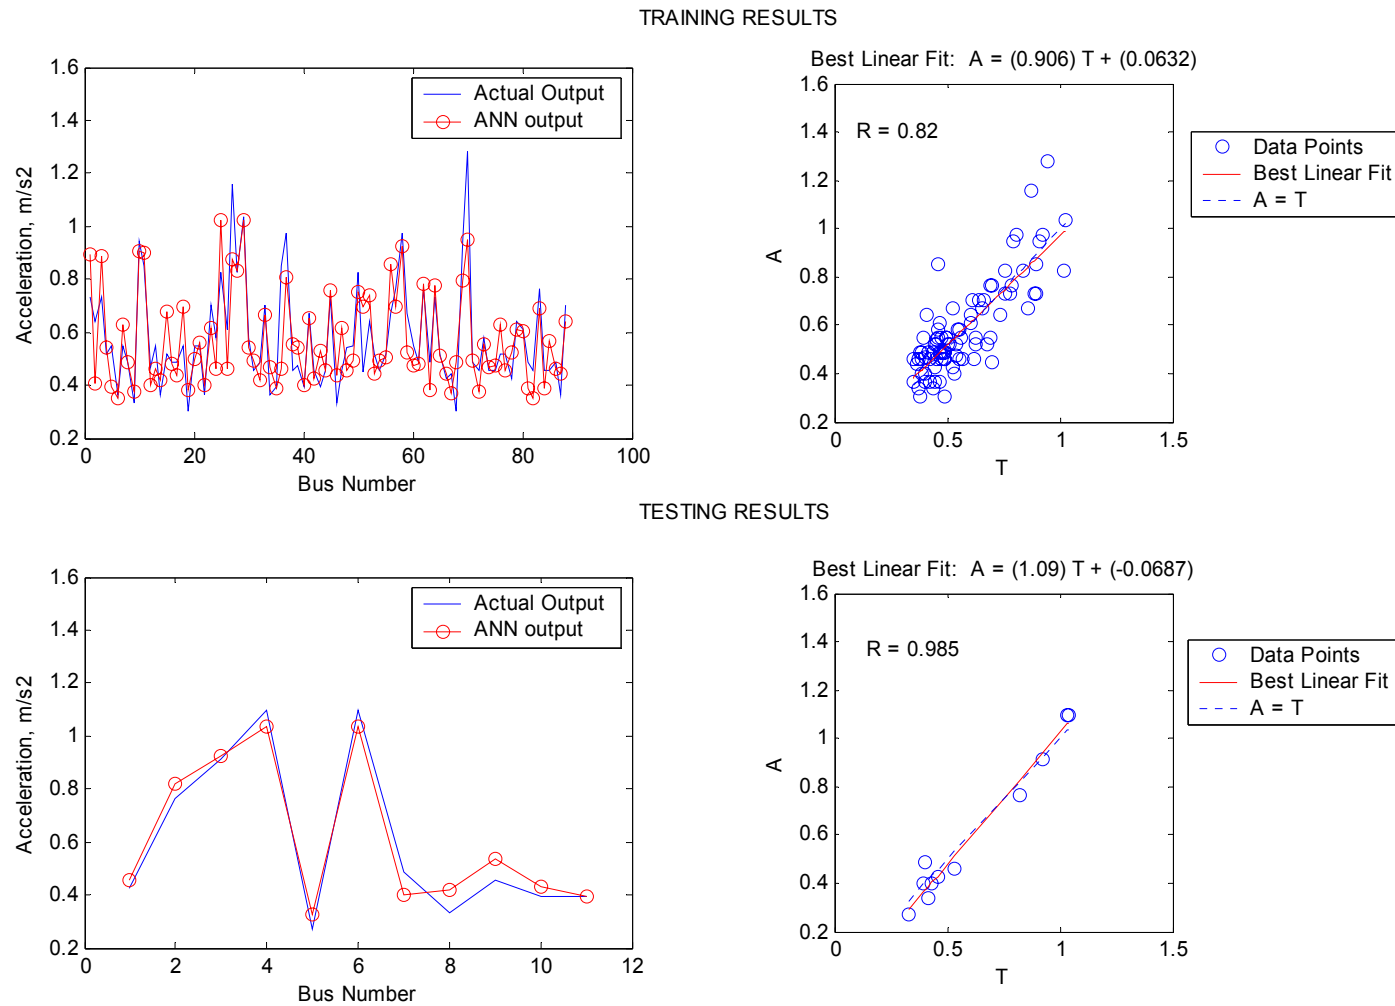 TRAINING RESULTS
1.6
1.4
1.2
1
0.8
0.6
0.4
0.2
0
20
40
60
80
100
Acceleration, m/s2
Bus Number
Actual Output
ANN output
Best Linear Fit: A = (0.906) T + (0.0632)
1.6
1.4
1.2
1
0.8
0.6
0.4
0.2
0
0.5
1
1.5
A
T
R = 0.82
Data Points
Best Linear Fit
A = T
TESTING RESULTS
1.6
1.4
1.2
1
0.8
0.6
0.4
0.2
0
2
4
6
8
10
12
Acceleration, m/s2
Bus Number
Actual Output
ANN output
Best Linear Fit: A = (1.09) T + (-0.0687)
1.6
1.4
1.2
1
0.8
0.6
0.4
0.2
0
0.5
1
1.5
A
T
R = 0.985
Data Points
Best Linear Fit
A = T